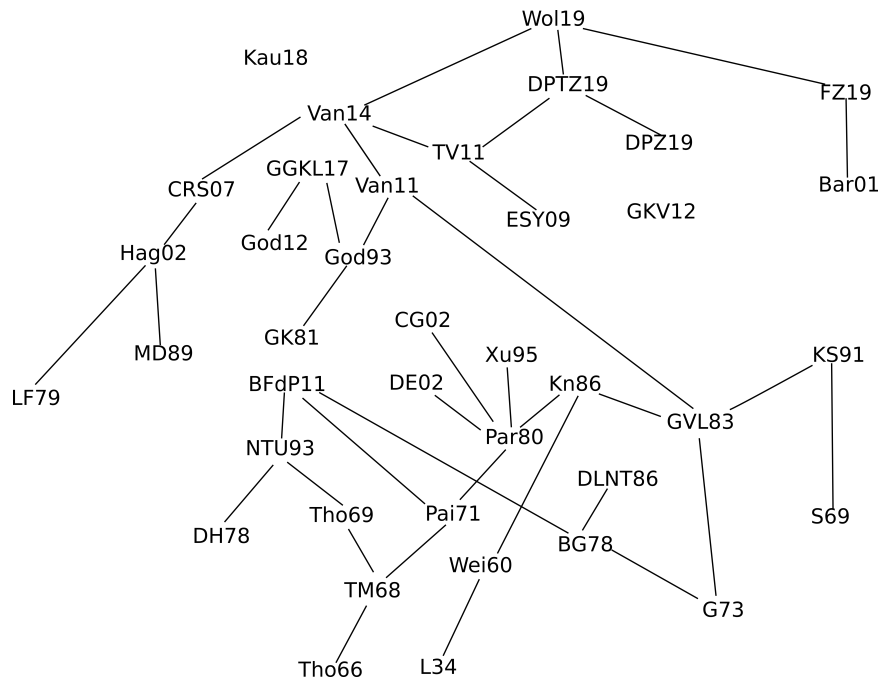 Wol19
Kau18
DPTZ19
FZ19
Van14
DPZ19
TV11
GGKL17
Van11
CRS07
Bar01
ESY09
GKV12
God12
Hag02
God93
CG02
GK81
MD89
Xu95
KS91
BFdP11
DE02
Kn86
LF79
GVL83
Par80
NTU93
DLNT86
Tho69
Pai71
S69
DH78
BG78
Wei60
TM68
G73
Tho66
L34